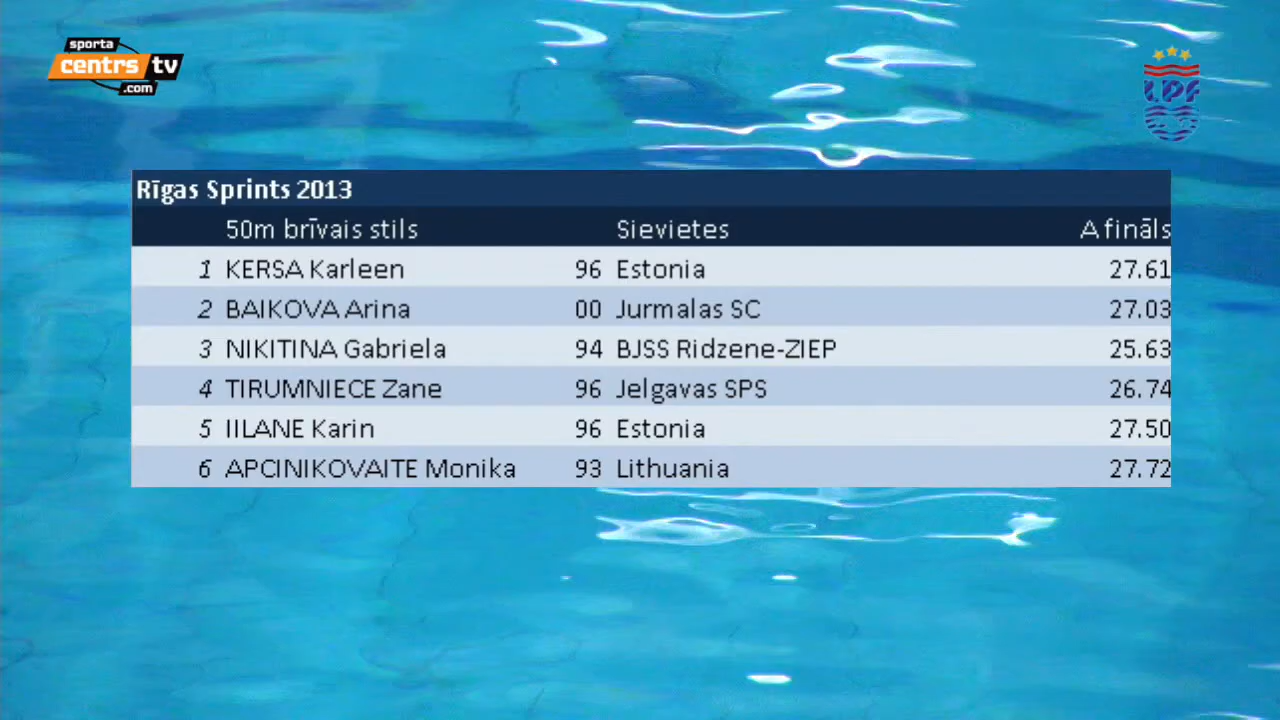 sporta
centrs tv
.com
LPF
Rīgas Sprints 2013
50m brīvais stils Sievietes A fināls
1 KERSA Karleen 96 Estonia 27.61
2 BAIKOVA Arina 00 Jurmalas SC 27.03
3 NIKITINA Gabriela 94 BJSS Ridzene-ZIEP 25.63
4 TIRUMNIECE Zane 96 Jelgavas SPS 26.74
5 IILANE Karin 96 Estonia 27.50
6 APCINIKOVAITE Monika 93 Lithuania 27.72